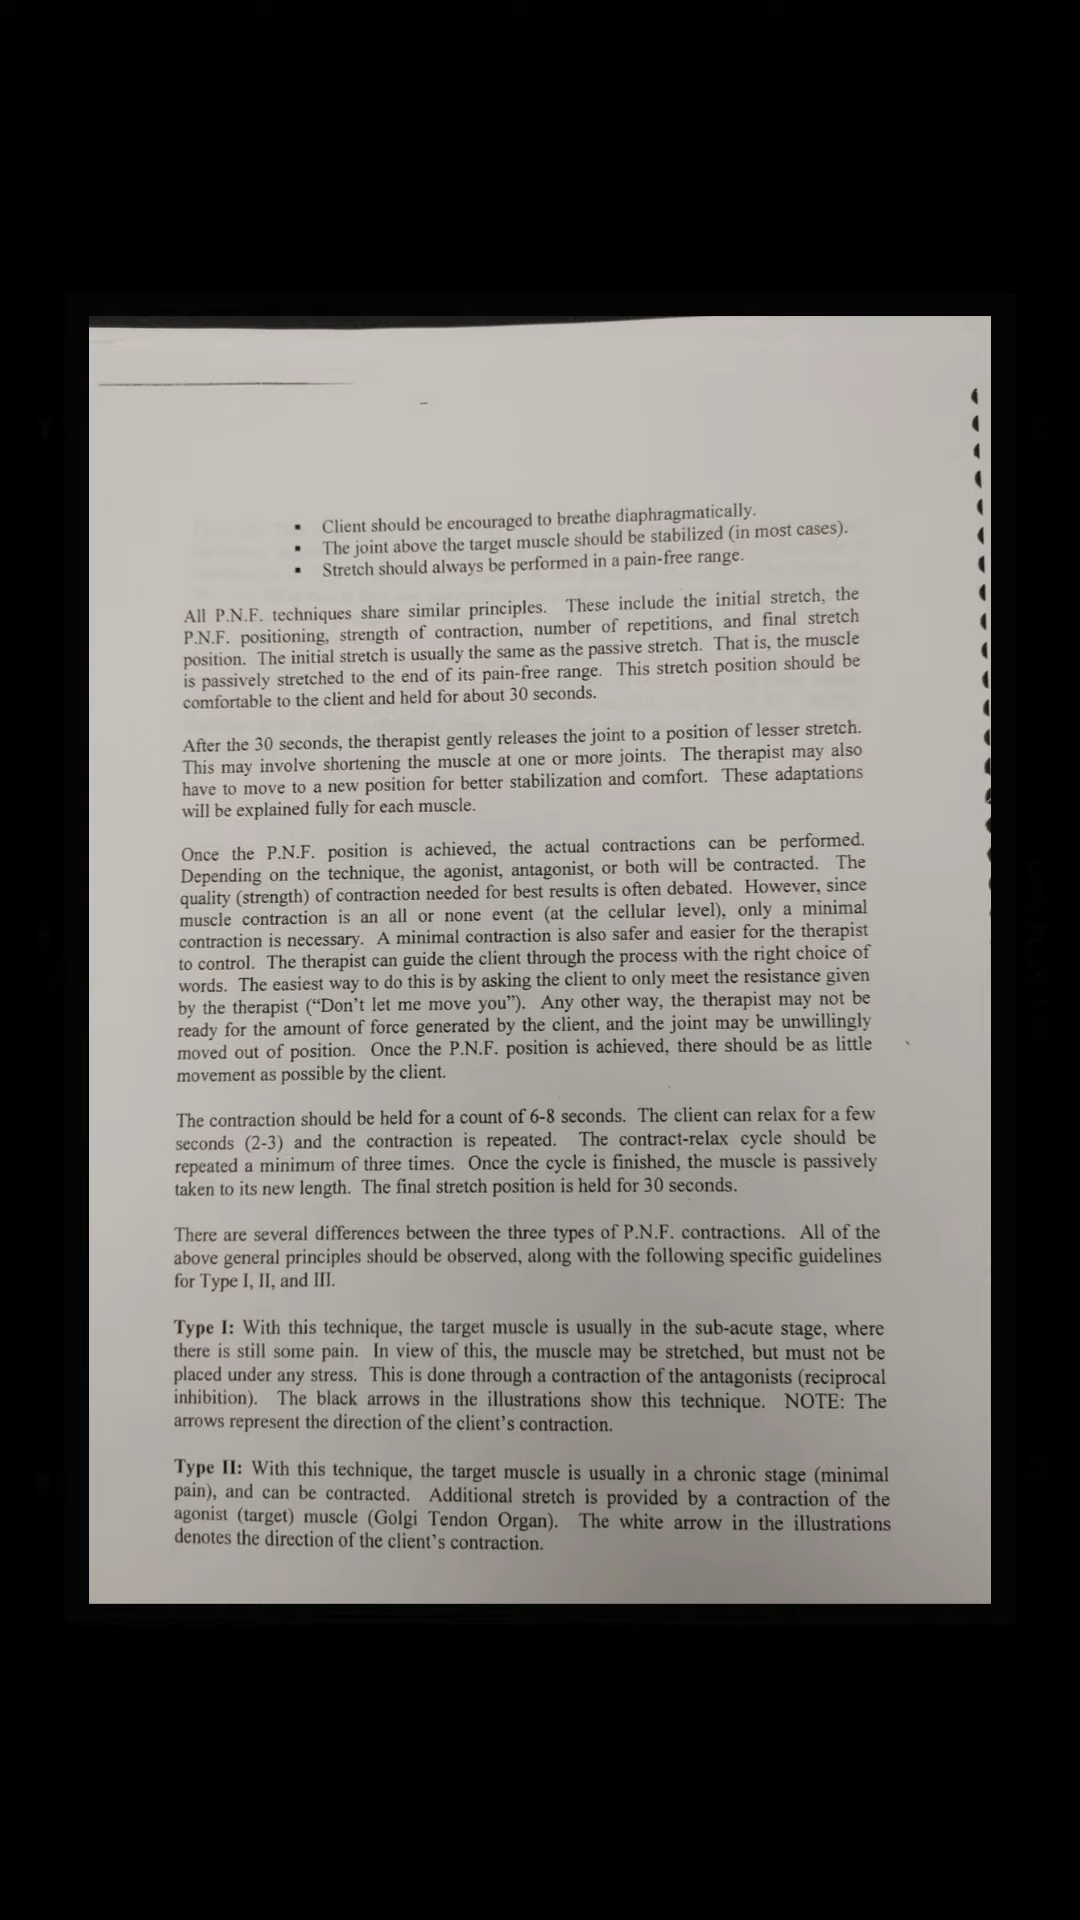 ▪ Client should be encouraged to breathe diaphragmatically.
▪ The joint above the target muscle should be stabilized (in most cases).
▪ Stretch should always be performed in a pain-free range.
All P.N.F. techniques share similar principles. These include the initial stretch, the
P.N.F. positioning, strength of contraction, number of repetitions, and final stretch
position. The initial stretch is usually the same as the passive stretch. That is, the muscle
is passively stretched to the end of its pain-free range. This stretch position should be
comfortable to the client and held for about 30 seconds.
After the 30 seconds, the therapist gently releases the joint to a position of lesser stretch.
This may involve shortening the muscle at one or more joints. The therapist may also
have to move to a new position for better stabilization and comfort. These adaptations
will be explained fully for each muscle.
Once the P.N.F. position is achieved, the actual contractions can be performed.
Depending on the technique, the agonist, antagonist, or both will be contracted. The
quality (strength) of contraction needed for best results is often debated. However, since
muscle contraction is an all or none event (at the cellular level), only a minimal
contraction is necessary. A minimal contraction is also safer and easier for the therapist
to control. The therapist can guide the client through the process with the right choice of
words. The easiest way to do this is by asking the client to only meet the resistance given
by the therapist (“Don’t let me move you”). Any other way, the therapist may not be
ready for the amount of force generated by the client, and the joint may be unwillingly
moved out of position. Once the P.N.F. position is achieved, there should be as little
movement as possible by the client.
The contraction should be held for a count of 6-8 seconds. The client can relax for a few
seconds (2-3) and the contraction is repeated. The contract-relax cycle should be
repeated a minimum of three times. Once the cycle is finished, the muscle is passively
taken to its new length. The final stretch position is held for 30 seconds.
There are several differences between the three types of P.N.F. contractions. All of the
above general principles should be observed, along with the following specific guidelines
for Type I, II, and III.
Type I: With this technique, the target muscle is usually in the sub-acute stage, where
there is still some pain. In view of this, the muscle may be stretched, but must not be
placed under any stress. This is done through a contraction of the antagonists (reciprocal
inhibition). The black arrows in the illustrations show this technique. NOTE: The
arrows represent the direction of the client’s contraction.
Type II: With this technique, the target muscle is usually in a chronic stage (minimal
pain), and can be contracted. Additional stretch is provided by a contraction of the
agonist (target) muscle (Golgi Tendon Organ). The white arrow in the illustrations
denotes the direction of the client’s contraction.